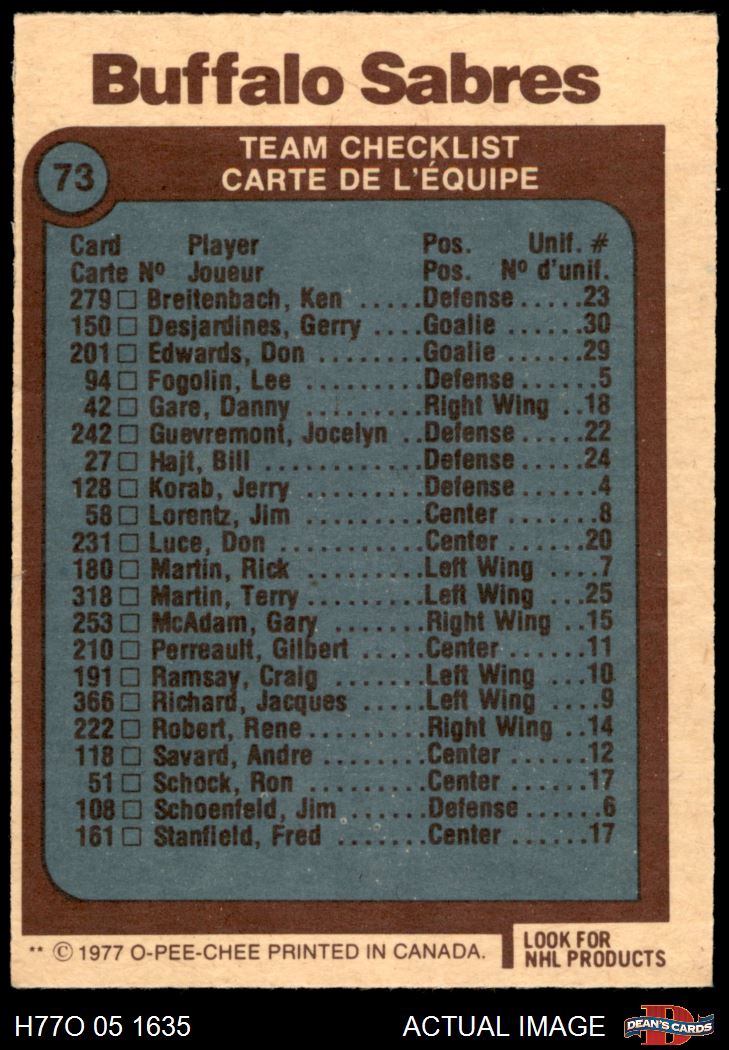 Buffalo Sabres
73
TEAM CHECKLIST
CARTE DE L'ÉQUIPE
Card Player Pos. Unif. #
Carte Nº Joueur Pos. Nº d'unif.
279 □ Breitenbach, Ken .....Defense.....23
150 □ Desjardines, Gerry ....Goalie ......30
201 □ Edwards, Don ........Goalie ......29
94 □ Fogolin, Lee .........Defense......5
42 □ Gare, Danny .........Right Wing ..18
242 □ Guevremont, Jocelyn ..Defense.....22
27 □ Hajt, Bill ............Defense.....24
128 □ Korab, Jerry .........Defense......4
58 □ Lorentz, Jim .........Center .......8
231 □ Luce, Don ...........Center ......20
180 □ Martin, Rick .........Left Wing ....7
318 □ Martin, Terry.........Left Wing ...25
253 □ McAdam, Gary .......Right Wing ..15
210 □ Perreault, Gilbert .....Center ......11
191 □ Ramsay, Craig .......Left Wing ...10
366 □ Richard, Jacques .....Left Wing ....9
222 □ Robert, Rene.........Right Wing ..14
118 □ Savard, Andre ........Center ......12
51 □ Schock, Ron .........Center ......17
108 □ Schoenfeld, Jim ......Defense......6
161 □ Stanfield, Fred .......Center ......17
** © 1977 O-PEE-CHEE PRINTED IN CANADA.
LOOK FOR
NHL PRODUCTS
H77O 05 1635 ACTUAL IMAGE
DEAN'S CARDS